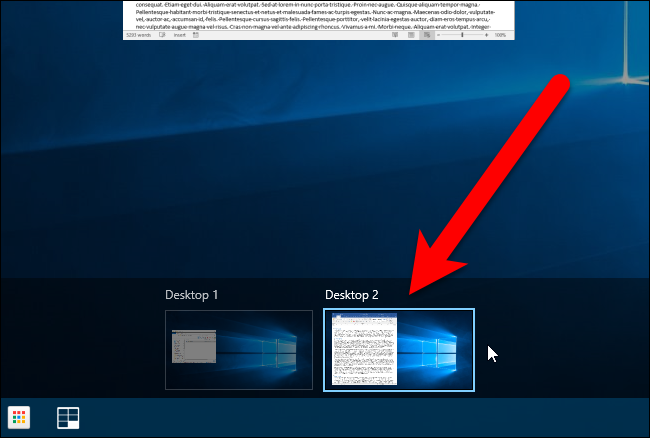 consequat. Etiam eget dui. Aliquam erat volutpat. Sed at lorem in nunc porta tristique. Proin nec augue. Quisque aliquam tempor magna.
Pellentesque habitant morbi tristique senectus et netus et malesuada fames ac turpis egestas. Nunc ac magna. Maecenas odio dolor, vulputate
vel, auctor ac, accumsan id, felis. Pellentesque cursus sagittis felis. Pellentesque porttitor, velit lacinia egestas auctor, diam eros tempus arcu,
nec vulputate augue magna vel risus. Cras non magna vel ante adipiscing rhoncus. Vivamus a mi. Morbi neque. Aliquam erat volutpat. Integer
5293 words insert 100%
Desktop 1 Desktop 2